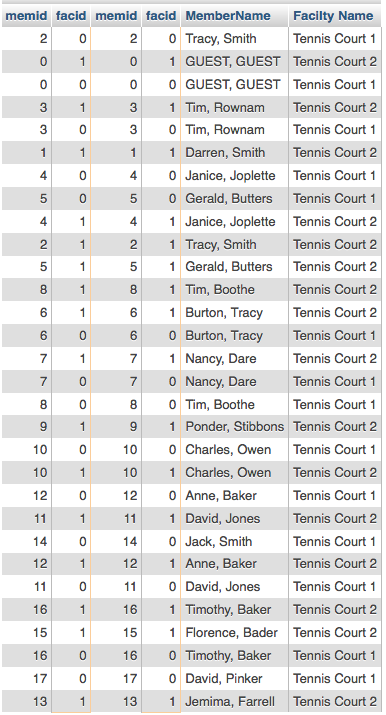 memid facid memid facid MemberName Facilty Name
2 0 2 0 Tracy, Smith Tennis Court 1
0 1 0 1 GUEST, GUEST Tennis Court 2
0 0 0 0 GUEST, GUEST Tennis Court 1
3 1 3 1 Tim, Rownam Tennis Court 2
3 0 3 0 Tim, Rownam Tennis Court 1
1 1 1 1 Darren, Smith Tennis Court 2
4 0 4 0 Janice, Joplette Tennis Court 1
5 0 5 0 Gerald, Butters Tennis Court 1
4 1 4 1 Janice, Joplette Tennis Court 2
2 1 2 1 Tracy, Smith Tennis Court 2
5 1 5 1 Gerald, Butters Tennis Court 2
8 1 8 1 Tim, Boothe Tennis Court 2
6 1 6 1 Burton, Tracy Tennis Court 2
6 0 6 0 Burton, Tracy Tennis Court 1
7 1 7 1 Nancy, Dare Tennis Court 2
7 0 7 0 Nancy, Dare Tennis Court 1
8 0 8 0 Tim, Boothe Tennis Court 1
9 1 9 1 Ponder, Stibbons Tennis Court 2
10 0 10 0 Charles, Owen Tennis Court 1
10 1 10 1 Charles, Owen Tennis Court 2
12 0 12 0 Anne, Baker Tennis Court 1
11 1 11 1 David, Jones Tennis Court 2
14 0 14 0 Jack, Smith Tennis Court 1
12 1 12 1 Anne, Baker Tennis Court 2
11 0 11 0 David, Jones Tennis Court 1
16 1 16 1 Timothy, Baker Tennis Court 2
15 1 15 1 Florence, Bader Tennis Court 2
16 0 16 0 Timothy, Baker Tennis Court 1
17 0 17 0 David, Pinker Tennis Court 1
13 1 13 1 Jemima, Farrell Tennis Court 2